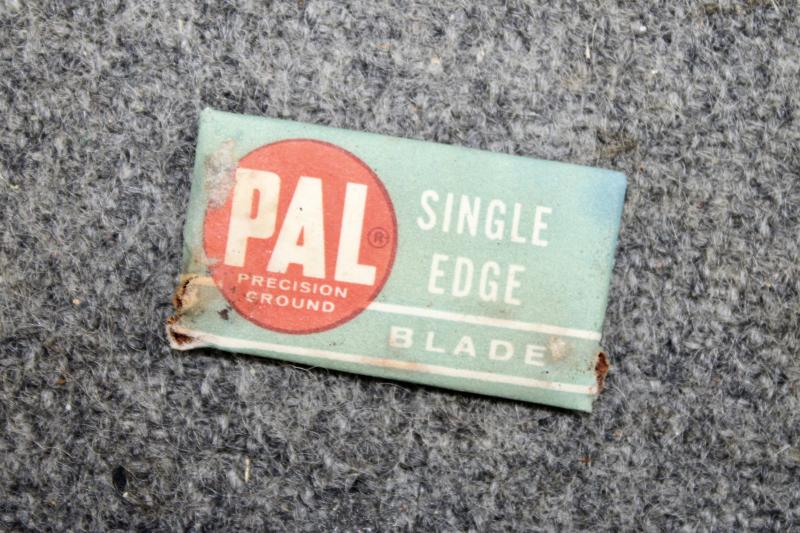 PAL®
PRECISION
GROUND
SINGLE
EDGE
BLADE